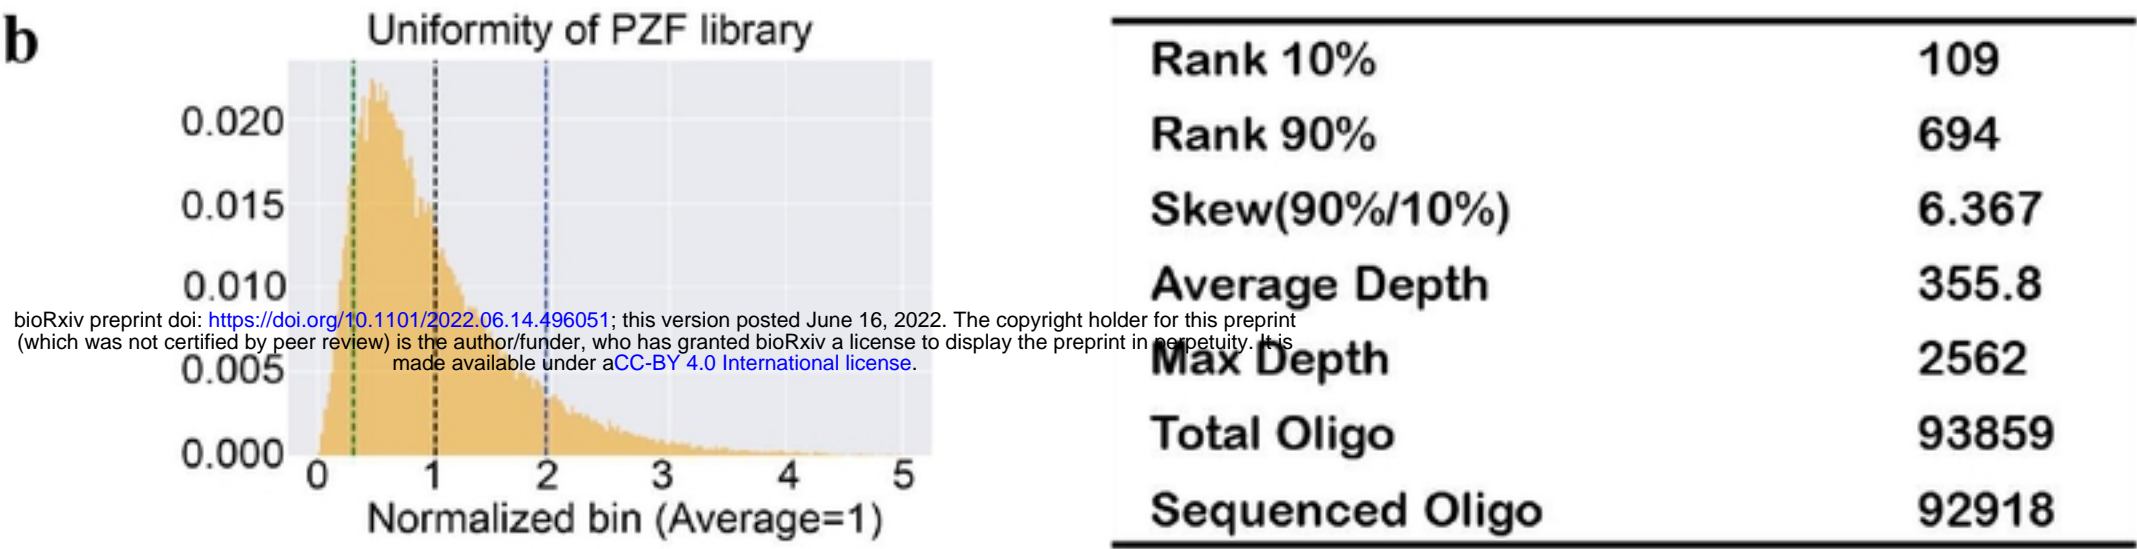 b
Uniformity of PZF library
0.020
0.015
0.010
0.005
0.000
0 1 2 3 4 5
Normalized bin (Average=1)
Rank 10% 109
Rank 90% 694
Skew(90%/10%) 6.367
Average Depth 355.8
Max Depth 2562
Total Oligo 93859
Sequenced Oligo 92918
bioRxiv preprint doi: https://doi.org/10.1101/2022.06.14.496051; this version posted June 16, 2022. The copyright holder for this preprint
(which was not certified by peer review) is the author/funder, who has granted bioRxiv a license to display the preprint in perpetuity. It is
made available under aCC-BY 4.0 International license.